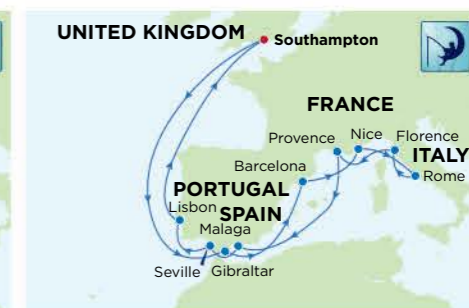 UNITED KINGDOM
Southampton
FRANCE
Provence
Nice
Florence
ITALY
Barcelona
Rome
PORTUGAL
Lisbon
SPAIN
Malaga
Seville
Gibraltar